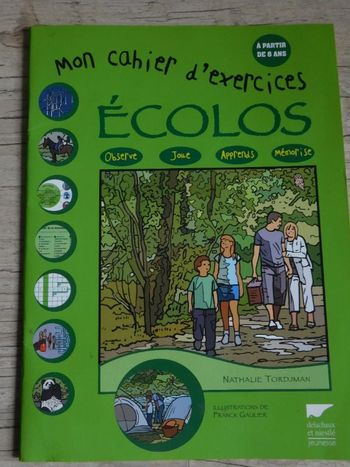 Mon cahier d'exercices
À PARTIR
DE 8 ANS
ÉCOLOS
Observe Joue Apprends Mémorise
NATHALIE TORDJMAN
ILLUSTRATIONS DE
FRANCK GAULIER
delachaux
et niestlé
jeunesse